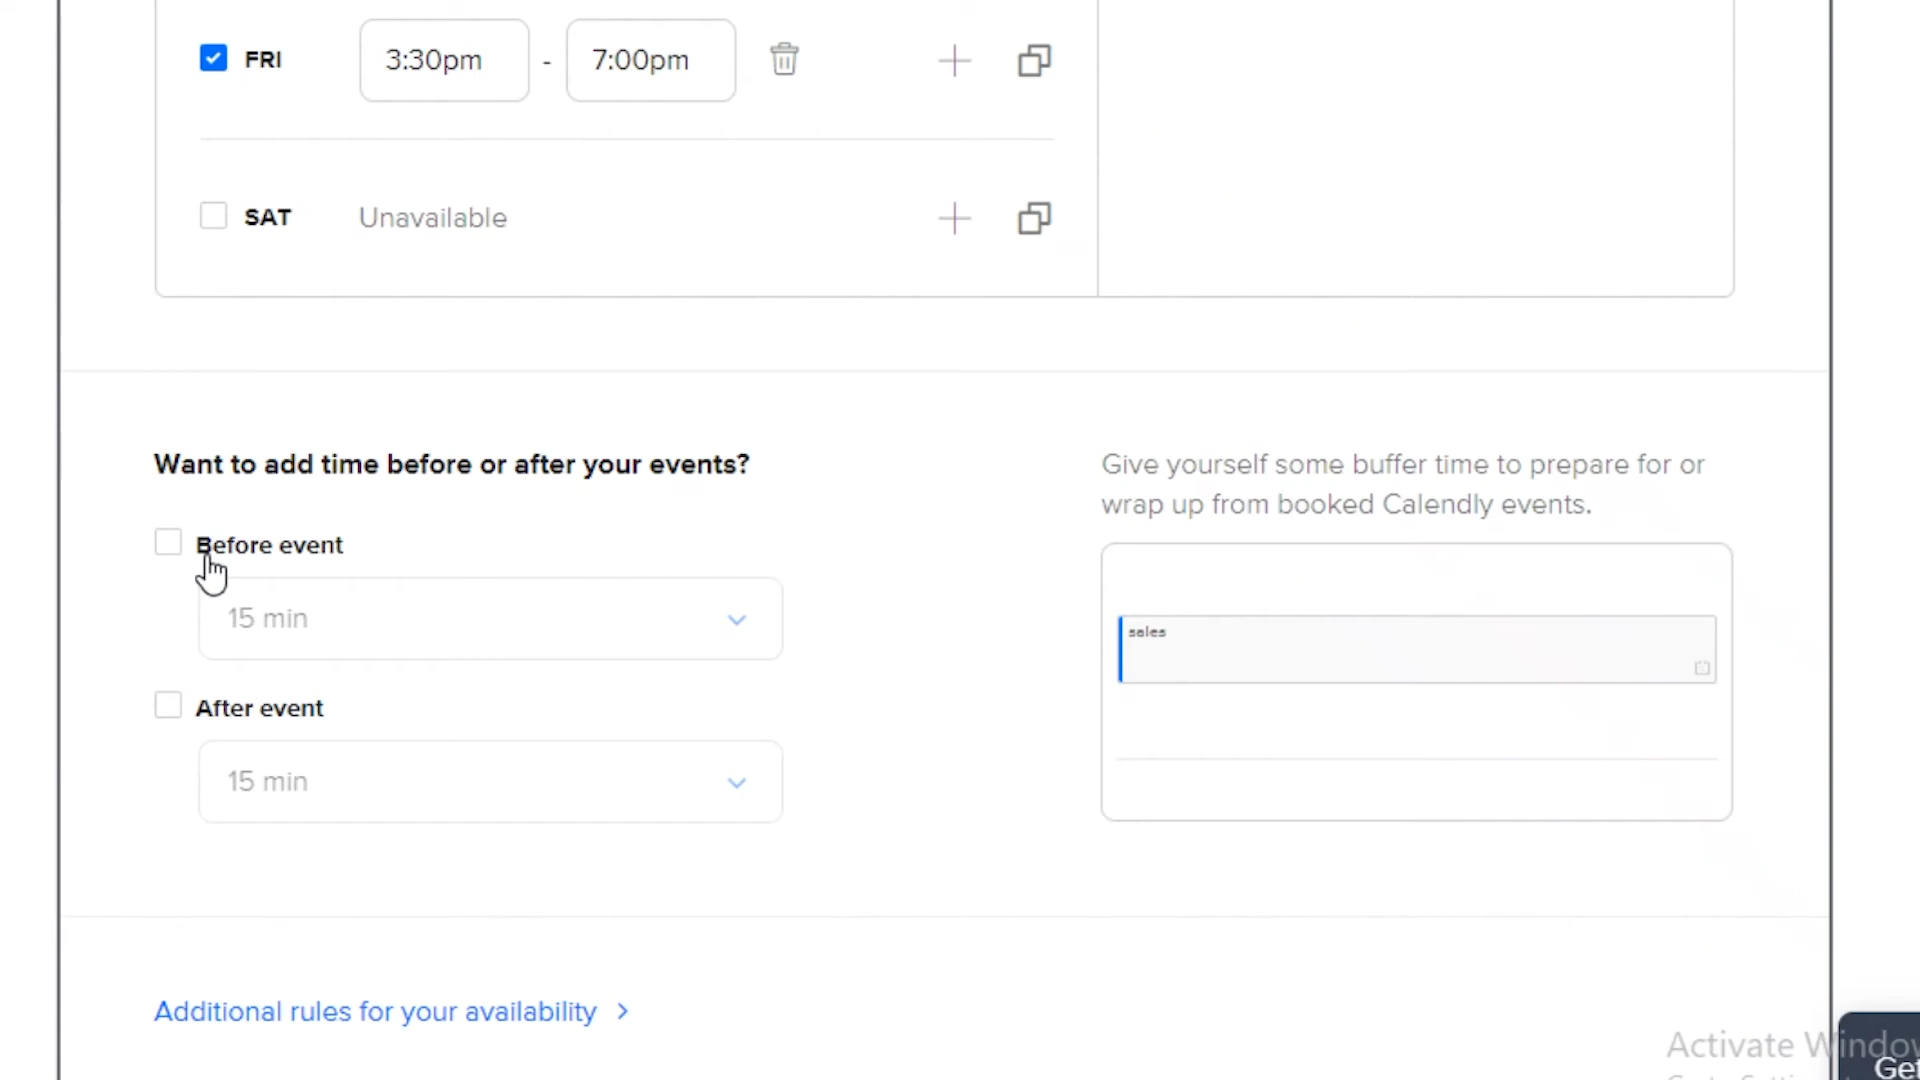 FRI 3:30pm - 7:00pm
SAT Unavailable
Want to add time before or after your events?
Give yourself some buffer time to prepare for or
wrap up from booked Calendly events.
Before event
15 min
sales
After event
15 min
Additional rules for your availability
Activate Window
Get